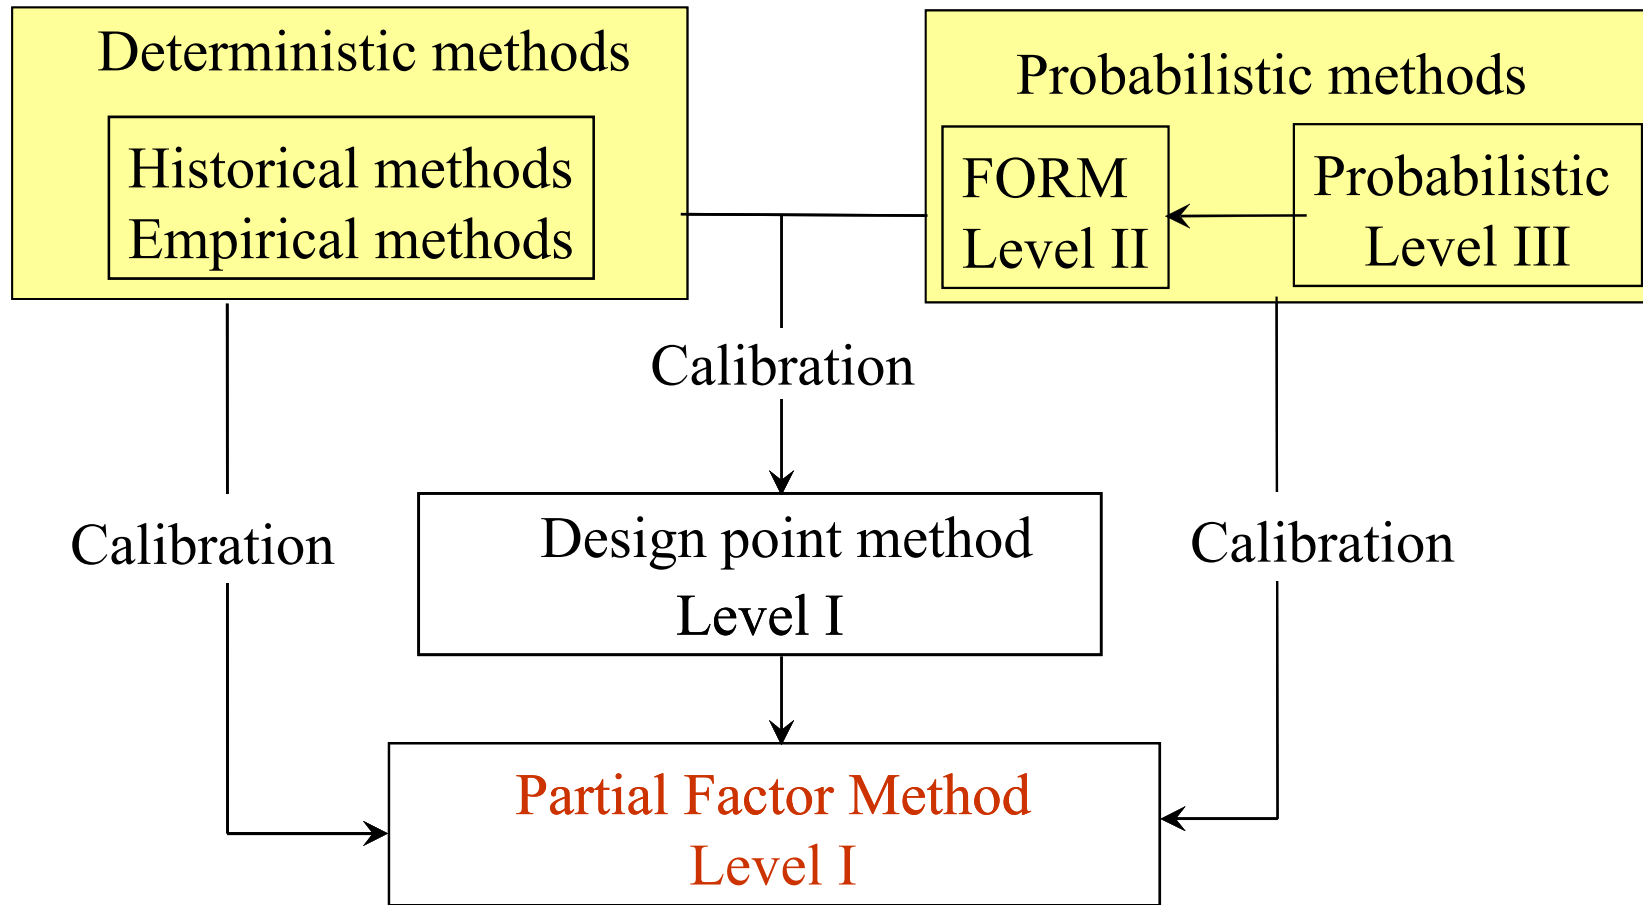 Deterministic methods
Historical methods
Empirical methods
Probabilistic methods
FORM
Level II
Probabilistic
Level III
Calibration
Calibration
Calibration
Design point method
Level I
Partial Factor Method
Level I